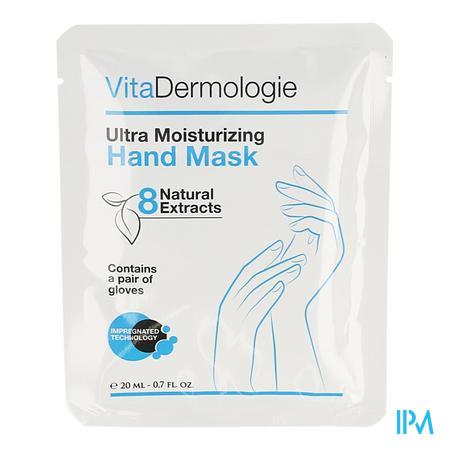 VitaDermologie
Ultra Moisturizing
Hand Mask
8 Natural
Extracts
Contains
a pair of
gloves
IMPREGNATED
TECHNOLOGY
℮ 20 ML - 0.7 FL. OZ.
IPM